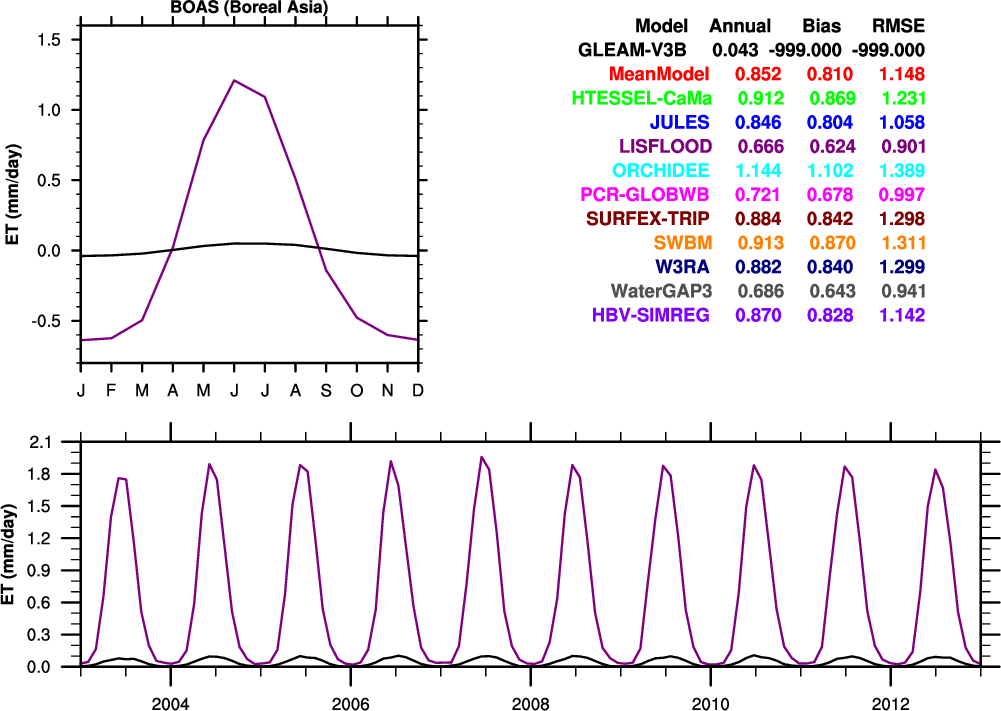 BOAS (Boreal Asia)
ET (mm/day)
1.5
1.0
0.5
0.0
-0.5
J F M A M J J A S O N D
Model Annual Bias RMSE
GLEAM-V3B 0.043 -999.000 -999.000
MeanModel 0.852 0.810 1.148
HTESSEL-CaMa 0.912 0.869 1.231
JULES 0.846 0.804 1.058
LISFLOOD 0.666 0.624 0.901
ORCHIDEE 1.144 1.102 1.389
PCR-GLOBWB 0.721 0.678 0.997
SURFEX-TRIP 0.884 0.842 1.298
SWBM 0.913 0.870 1.311
W3RA 0.882 0.840 1.299
WaterGAP3 0.686 0.643 0.941
HBV-SIMREG 0.870 0.828 1.142
ET (mm/day)
2.1
1.8
1.5
1.2
0.9
0.6
0.3
0.0
2004 2006 2008 2010 2012